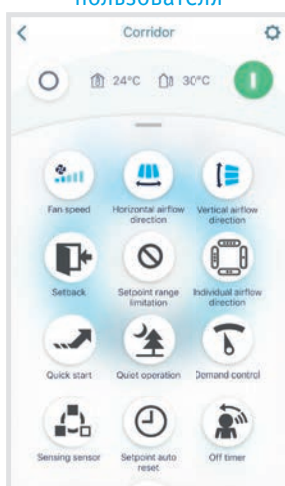 пользователя
Corridor
24°C 30°C
Fan speed
Horizontal airflow
direction
Vertical airflow
direction
Setback
Setpoint range
limitation
Individual airflow
direction
Quick start
Quiet operation
Demand control
Sensing sensor
Setpoint auto
reset
Off timer